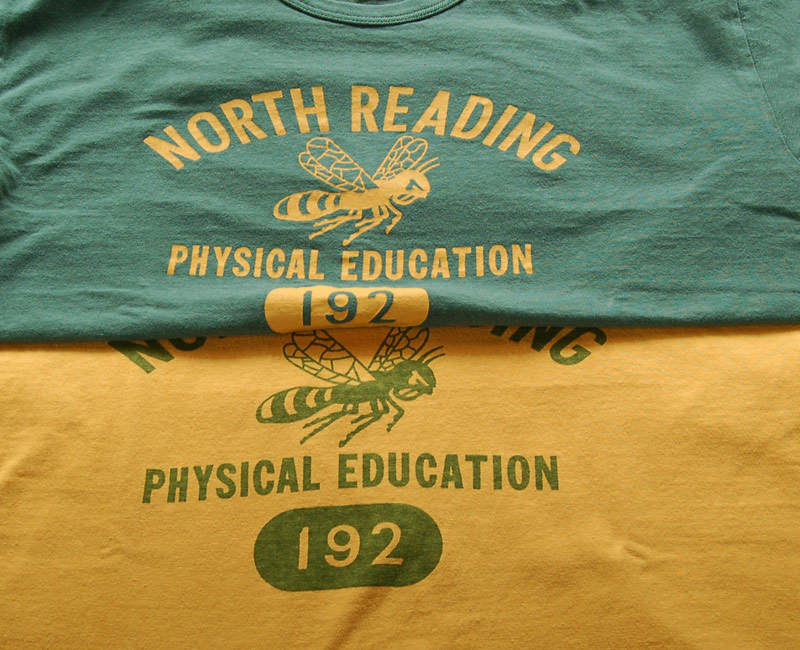 NORTH READING
PHYSICAL EDUCATION
192
PHYSICAL EDUCATION
192